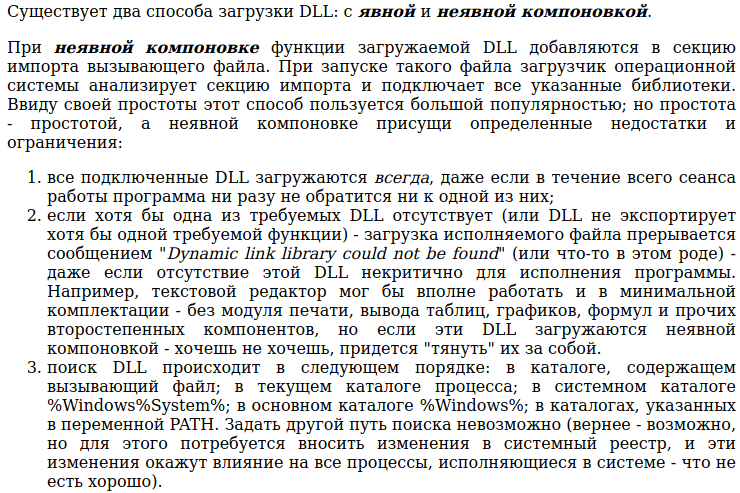 Существует два способа загрузки DLL: с явной и неявной компоновкой.
При неявной компоновке функции загружаемой DLL добавляются в секцию
импорта вызывающего файла. При запуске такого файла загрузчик операционной
системы анализирует секцию импорта и подключает все указанные библиотеки.
Ввиду своей простоты этот способ пользуется большой популярностью; но простота
- простотой, а неявной компоновке присущи определенные недостатки и
ограничения:
1. все подключенные DLL загружаются всегда, даже если в течение всего сеанса
работы программа ни разу не обратится ни к одной из них;
2. если хотя бы одна из требуемых DLL отсутствует (или DLL не экспортирует
хотя бы одной требуемой функции) - загрузка исполняемого файла прерывается
сообщением "Dynamic link library could not be found" (или что-то в этом роде) -
даже если отсутствие этой DLL некритично для исполнения программы.
Например, текстовой редактор мог бы вполне работать и в минимальной
комплектации - без модуля печати, вывода таблиц, графиков, формул и прочих
второстепенных компонентов, но если эти DLL загружаются неявной
компоновкой - хочешь не хочешь, придется "тянуть" их за собой.
3. поиск DLL происходит в следующем порядке: в каталоге, содержащем
вызывающий файл; в текущем каталоге процесса; в системном каталоге
%Windows%System%; в основном каталоге %Windows%; в каталогах, указанных
в переменной PATH. Задать другой путь поиска невозможно (вернее - возможно,
но для этого потребуется вносить изменения в системный реестр, и эти
изменения окажут влияние на все процессы, исполняющиеся в системе - что не
есть хорошо).